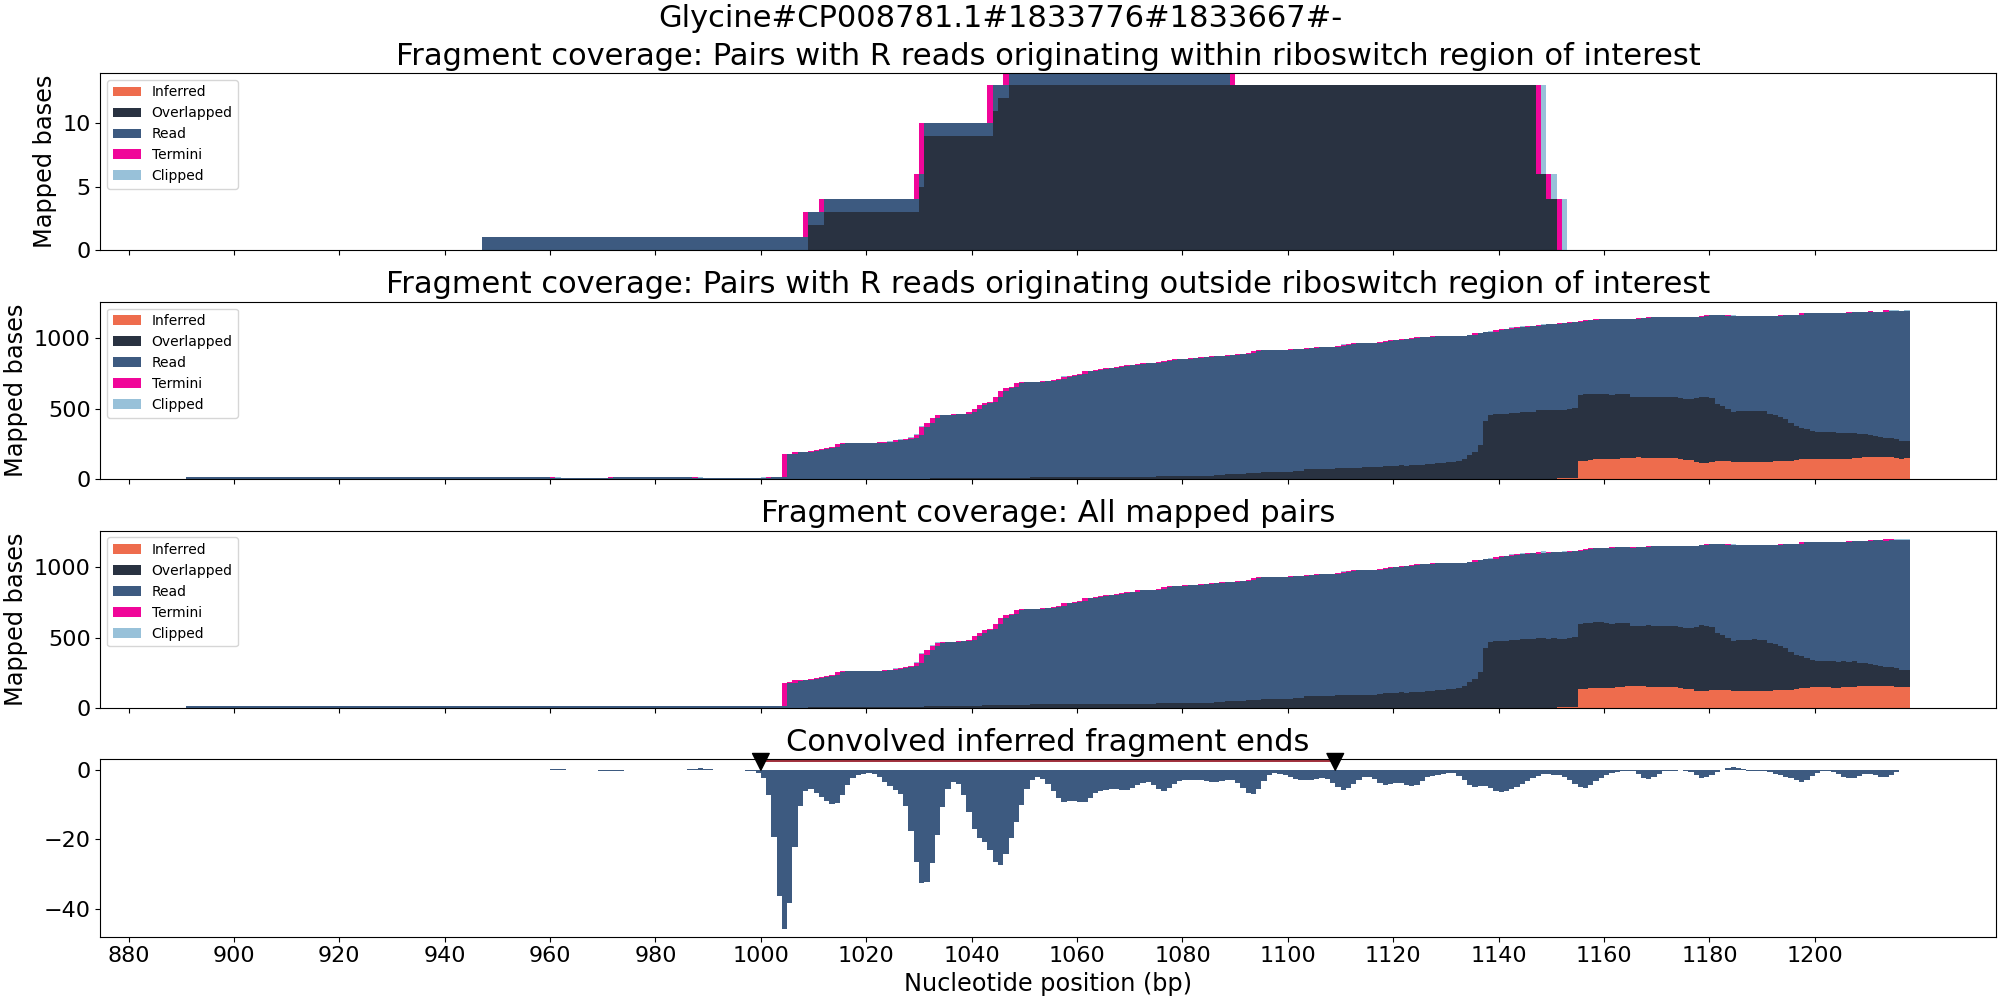 Glycine#CP008781.1#1833776#1833667#-
Fragment coverage: Pairs with R reads originating within riboswitch region of interest
Mapped bases
10
5
0
Inferred
Overlapped
Read
Termini
Clipped
Fragment coverage: Pairs with R reads originating outside riboswitch region of interest
Mapped bases
1000
500
0
Inferred
Overlapped
Read
Termini
Clipped
Fragment coverage: All mapped pairs
Mapped bases
1000
500
0
Inferred
Overlapped
Read
Termini
Clipped
Convolved inferred fragment ends
0
−20
−40
880 900 920 940 960 980 1000 1020 1040 1060 1080 1100 1120 1140 1160 1180 1200
Nucleotide position (bp)